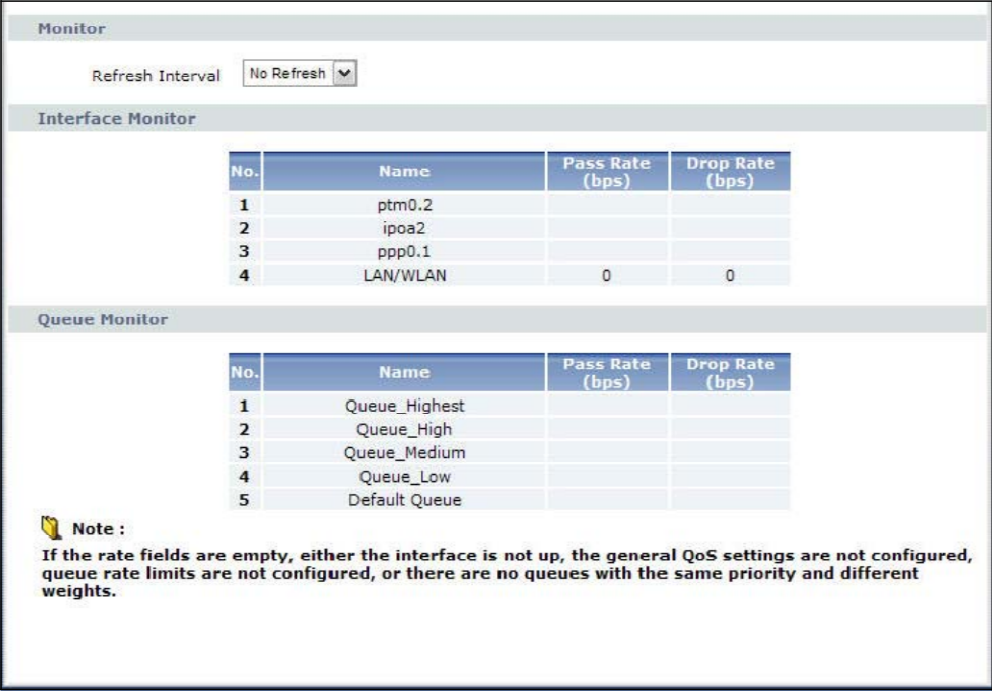 Monitor
Refresh Interval No Refresh
Interface Monitor
No. Name Pass Rate (bps) Drop Rate (bps)
1 ptm0.2
2 ipoa2
3 ppp0.1
4 LAN/WLAN 0 0
Queue Monitor
No. Name Pass Rate (bps) Drop Rate (bps)
1 Queue_Highest
2 Queue_High
3 Queue_Medium
4 Queue_Low
5 Default Queue
Note :
If the rate fields are empty, either the interface is not up, the general QoS settings are not configured,
queue rate limits are not configured, or there are no queues with the same priority and different
weights.